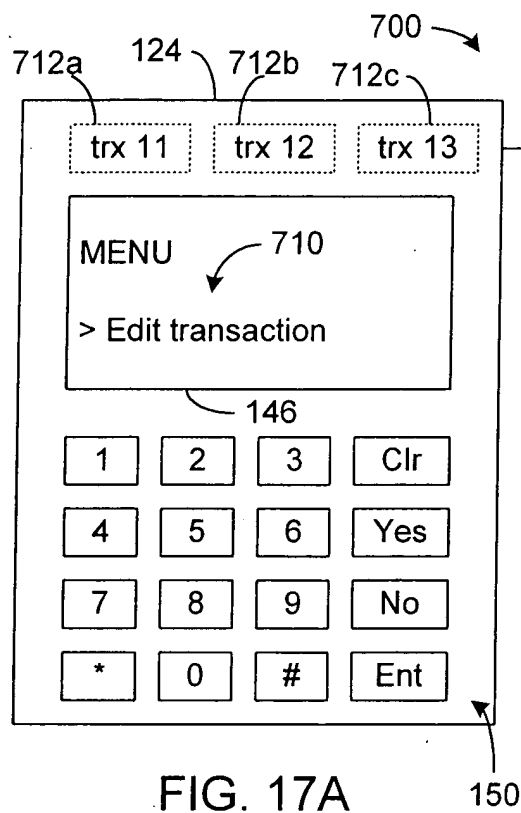 700
712a 124 712b 712c
trx 11 trx 12 trx 13
MENU
710
> Edit transaction
146
1 2 3 Clr
4 5 6 Yes
7 8 9 No
* 0 # Ent
FIG. 17A 150